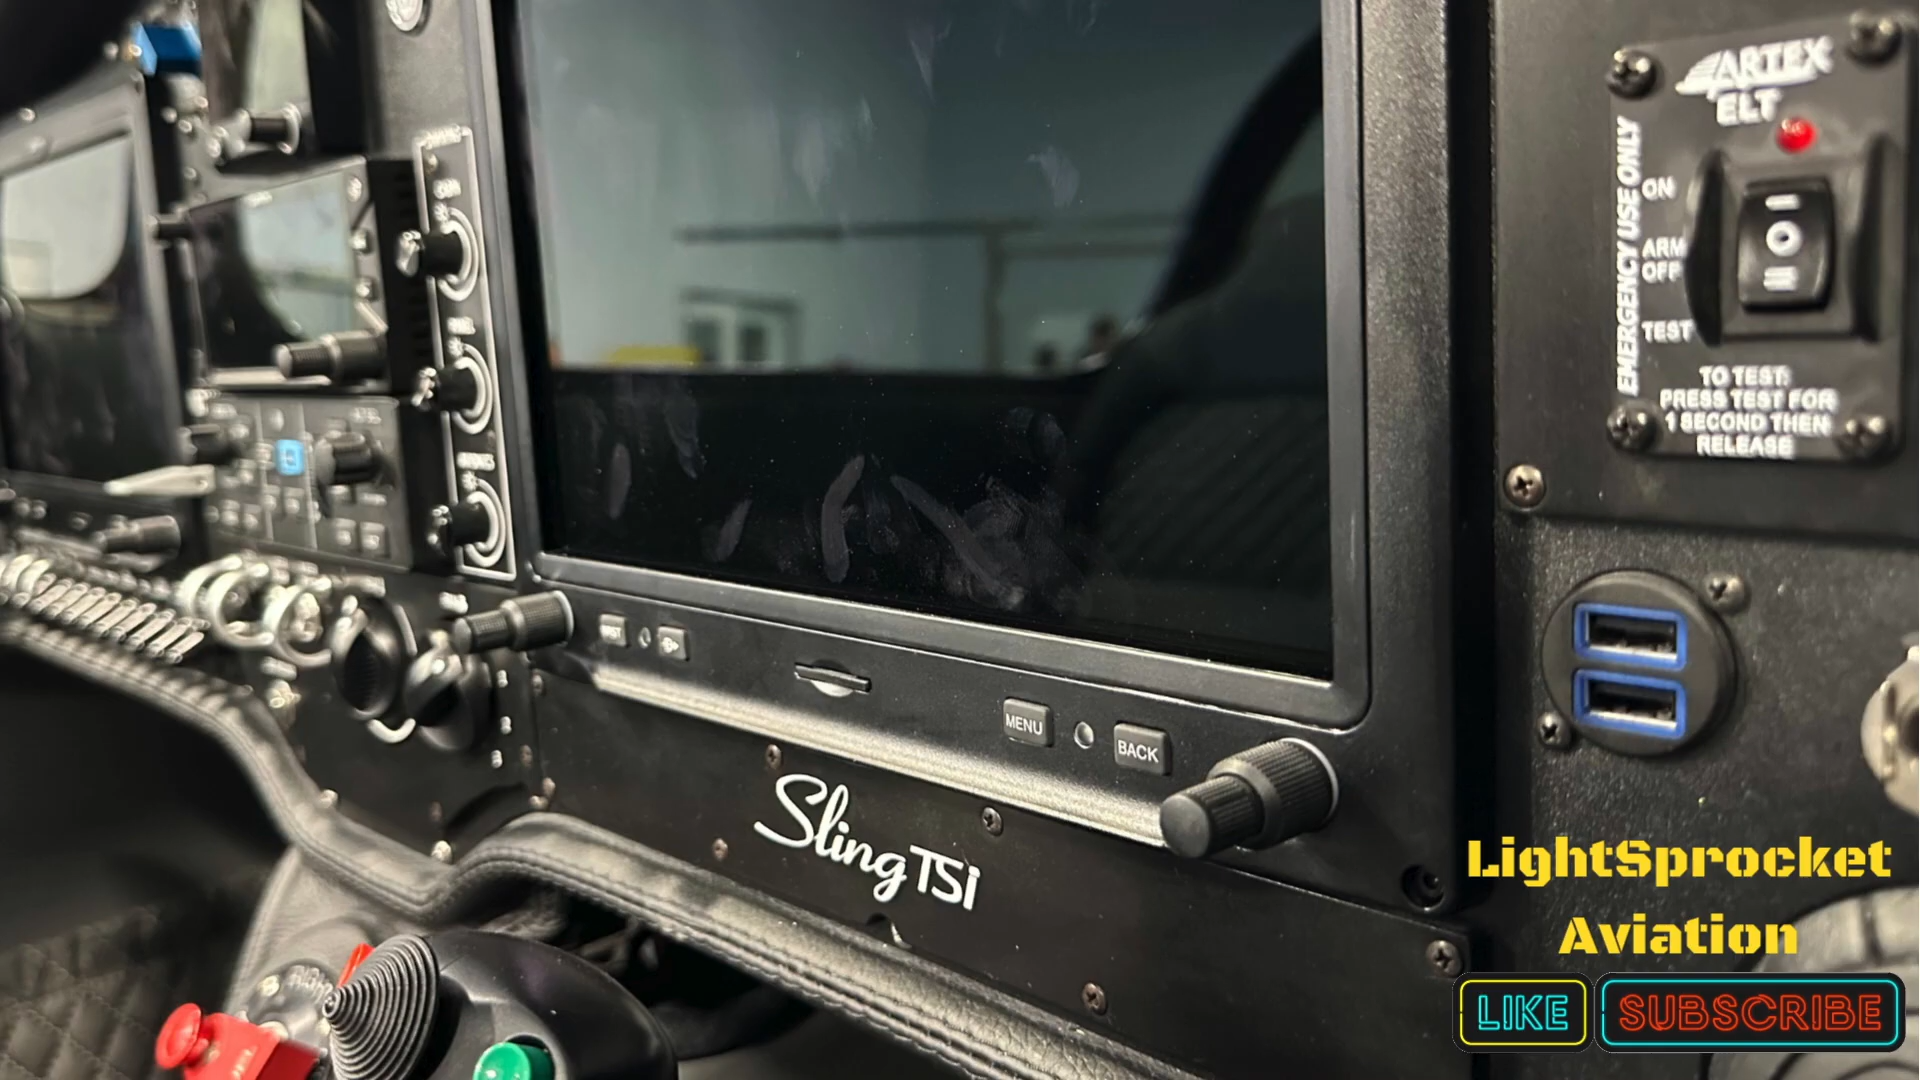 ARTEX
ELT
EMERGENCY USE ONLY
ON
ARM
OFF
TEST
TO TEST:
PRESS TEST FOR
1 SECOND THEN
RELEASE
MENU
BACK
Sling TSi
LightSprocket
Aviation
LIKE
SUBSCRIBE